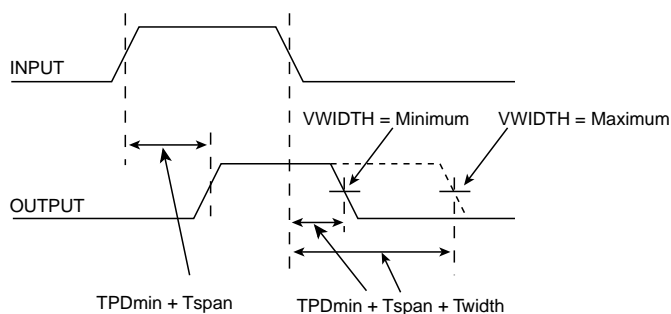 INPUT
VWIDTH = Minimum
VWIDTH = Maximum
OUTPUT
TPDmin + Tspan
TPDmin + Tspan + Twidth